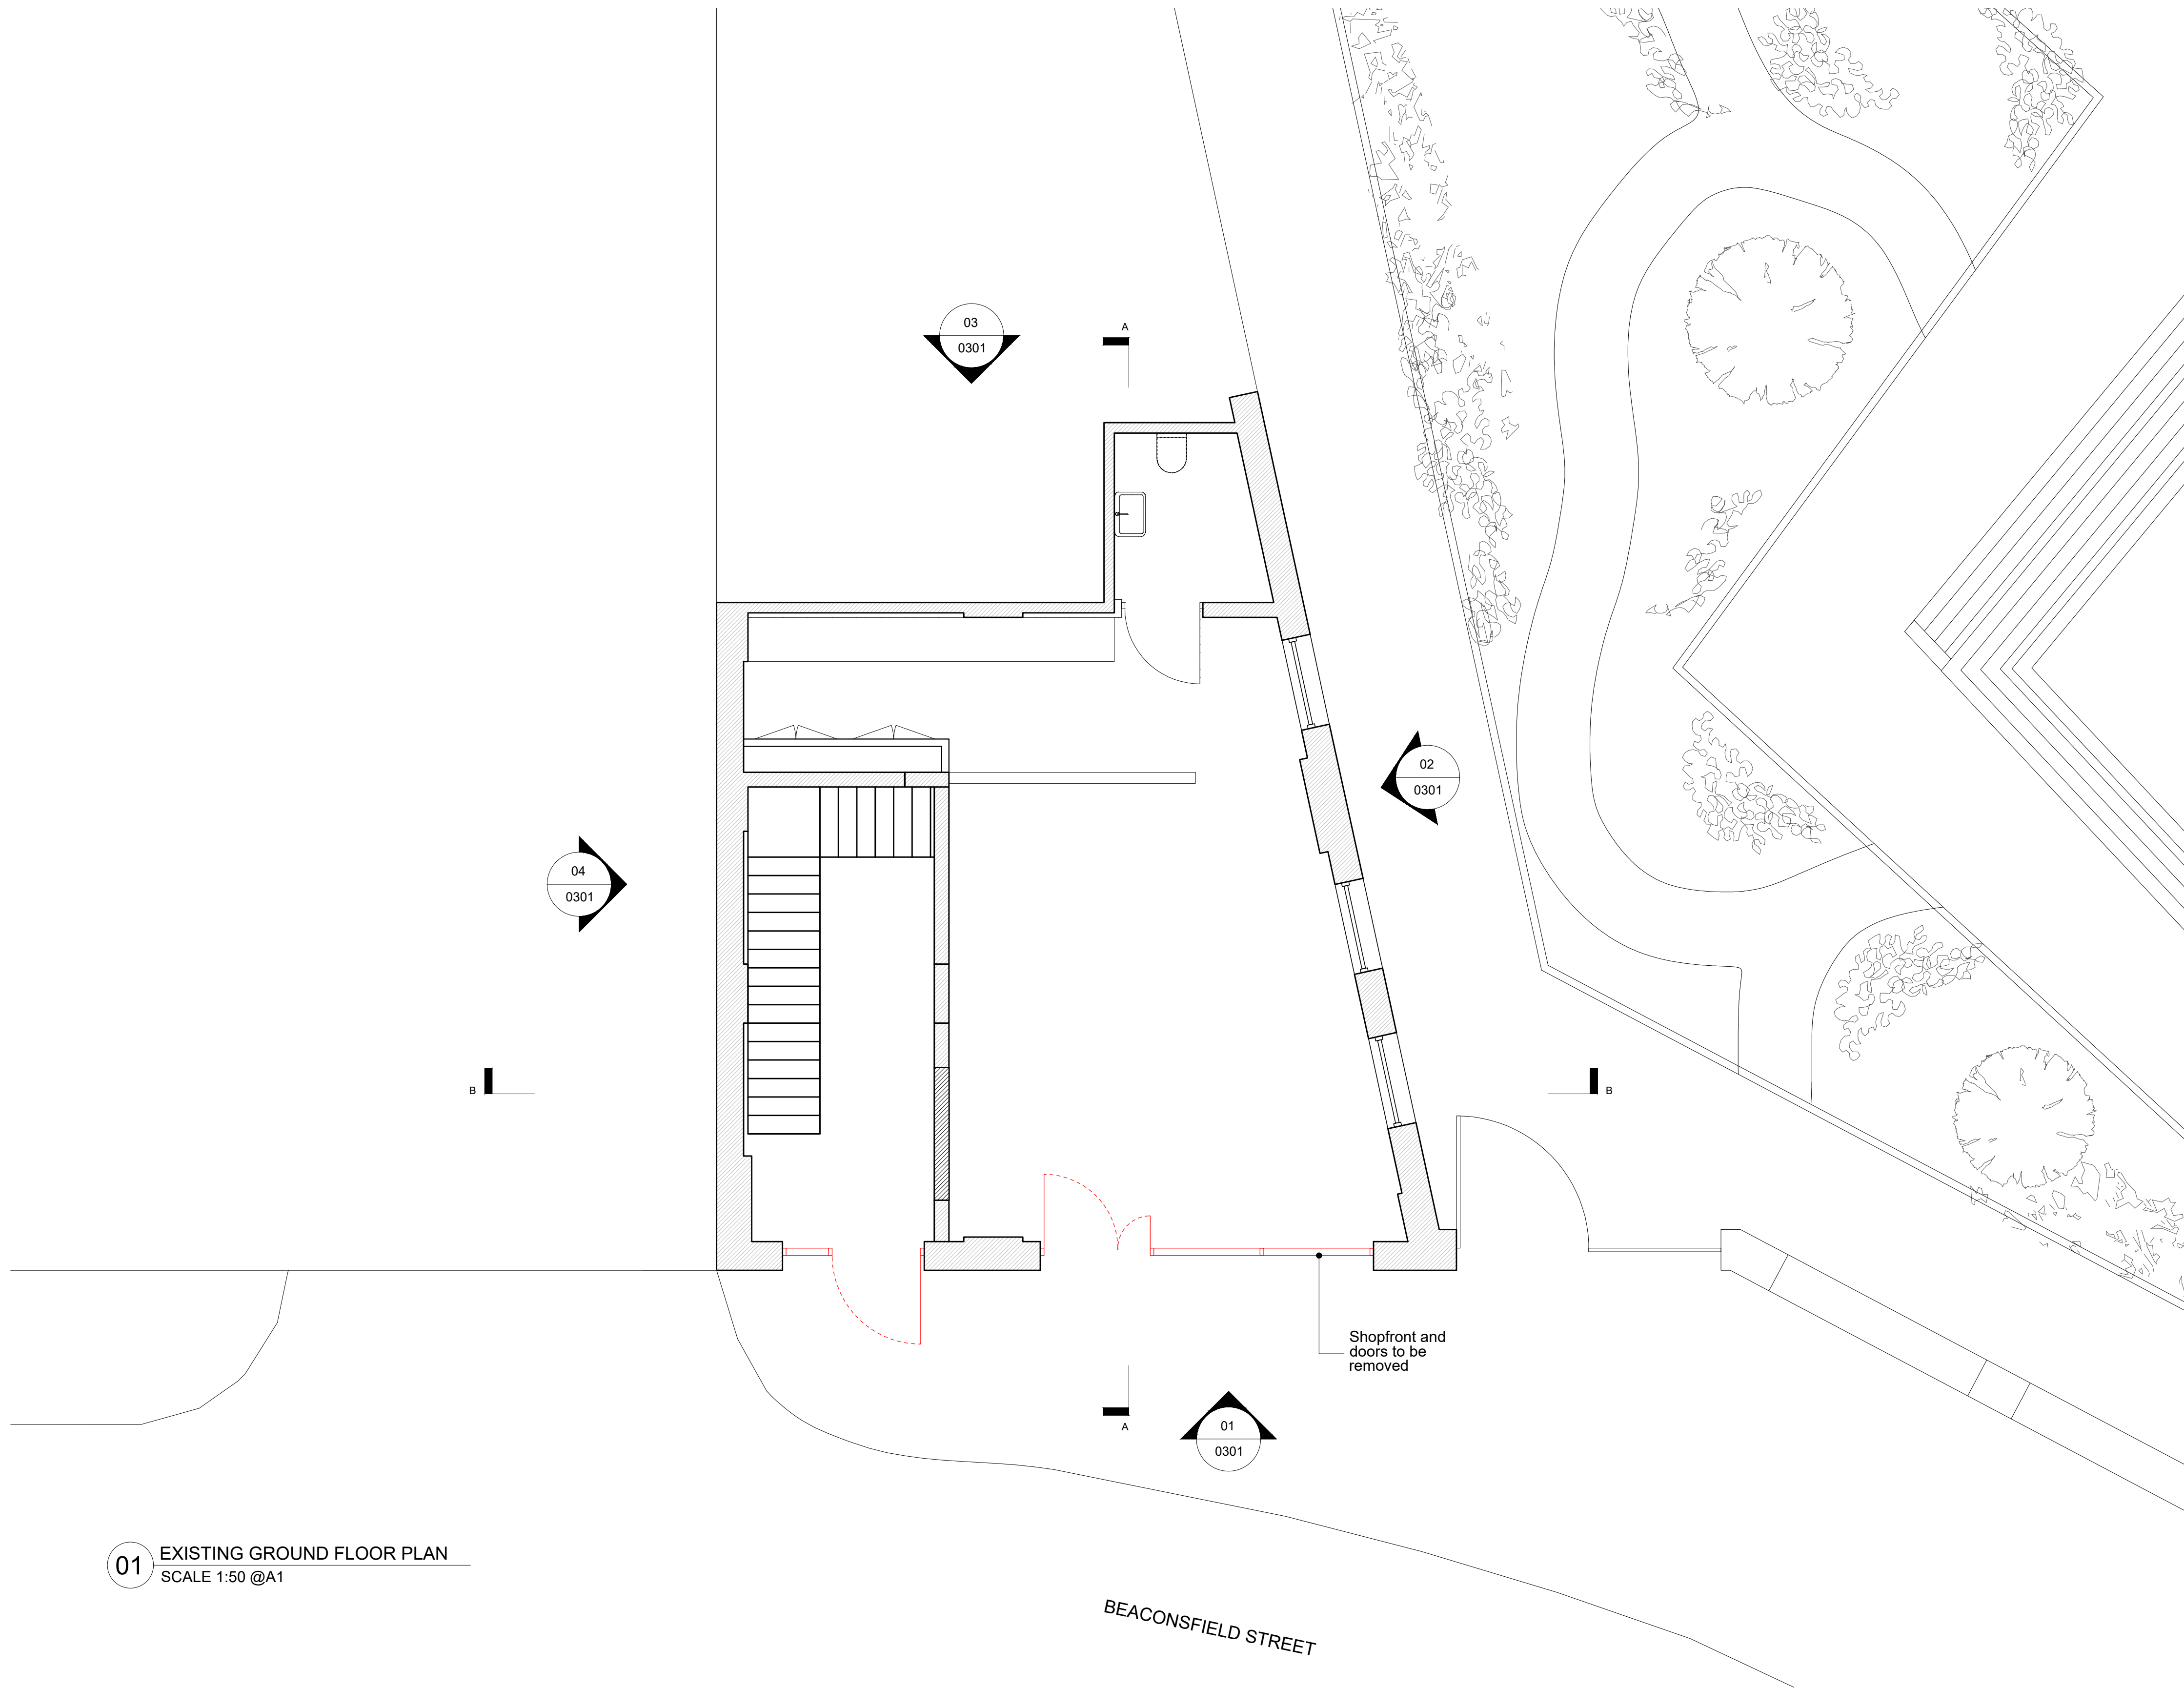 03
0301
A
02
0301
04
0301
B
B
Shopfront and
doors to be
removed
A
01
0301
01
EXISTING GROUND FLOOR PLAN
SCALE 1:50 @A1
BEACONSFIELD STREET